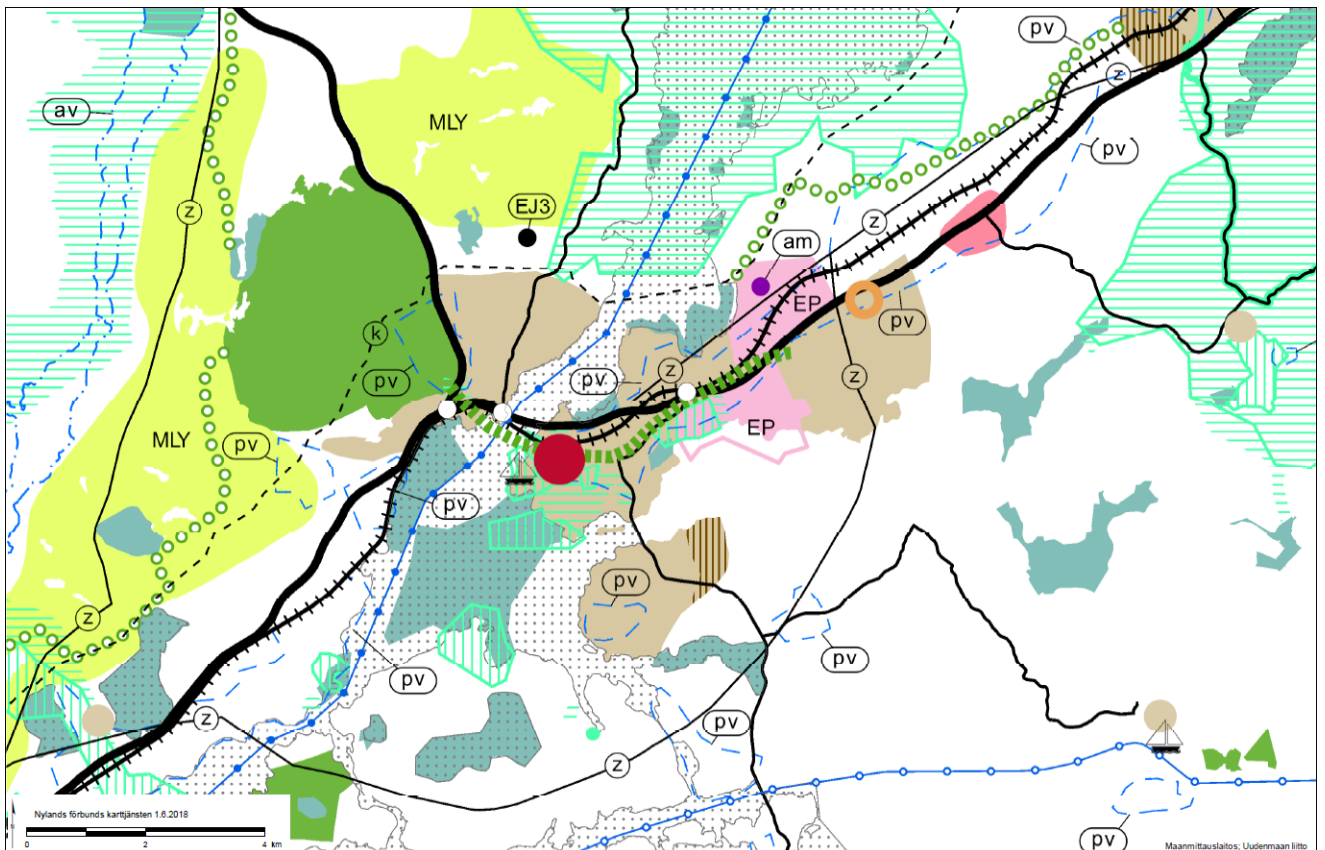 pv
z
av
MLY
pv
z
EJ3
z
am
EP
pv
k
z
pv
pv
z
MLY
EP
pv
pv
pv
z
pv
pv
z
pv
z
Nylands förbunds karttjänsten 1.6.2018
0 2 4 km
pv
Maanmittauslaitos; Uudenmaan liitto